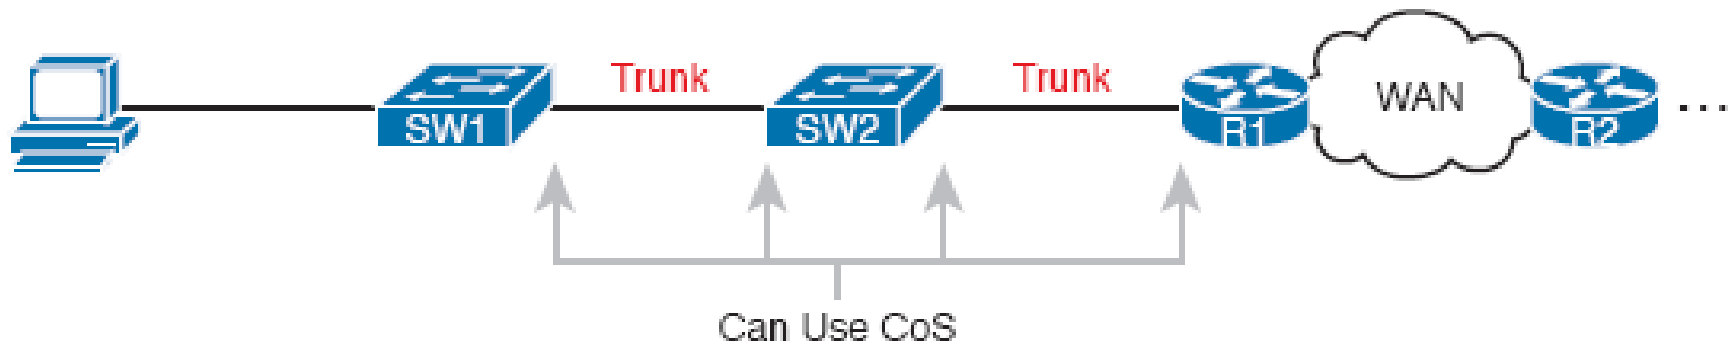 Trunk
Trunk
WAN
SW1
SW2
R1
R2
...
Can Use CoS